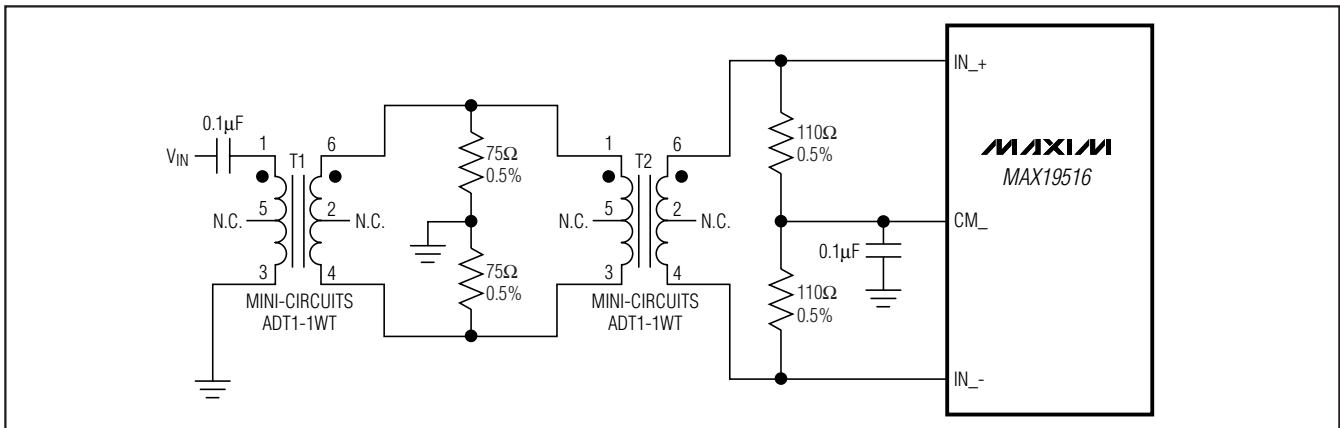 IN_+
0.1µF
1
T1
6
75Ω
0.5%
1
T2
6
110Ω
0.5%
MAXIM
MAX19516
VIN
N.C.
5
2
N.C.
N.C.
5
2
N.C.
CM_
0.1µF
3
4
75Ω
0.5%
3
4
110Ω
0.5%
MINI-CIRCUITS
ADT1-1WT
MINI-CIRCUITS
ADT1-1WT
IN_-